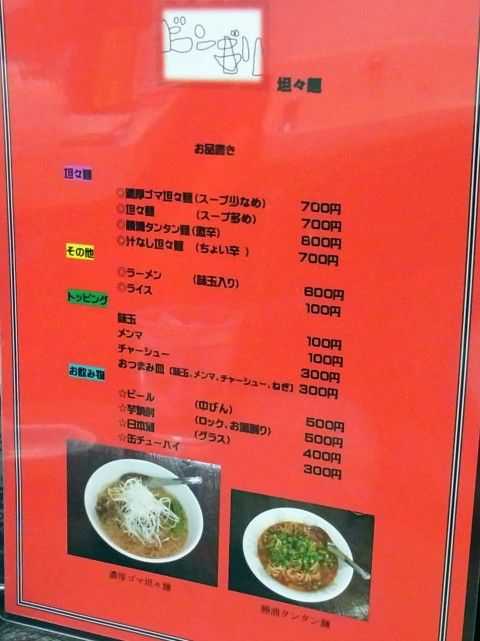 びんぎり
坦々麺
お品書き
坦々麺
◎濃厚ゴマ坦々麺(スープ少なめ) 700円
◎坦々麺 (スープ多め) 700円
◎勝浦タンタン麺(激辛) 800円
◎汁なし坦々麺 (ちょい辛) 700円
その他
◎ラーメン (味玉入り) 600円
◎ライス 100円
トッピング
味玉 100円
メンマ 100円
チャーシュー 300円
おつまみ皿 [味玉、メンマ、チャーシュー、ねぎ] 300円
お飲み物
☆ビール (中びん) 500円
☆芋焼酎 (ロック、お湯割り) 500円
☆日本酒 (グラス) 400円
☆缶チューハイ 300円
濃厚ゴマ坦々麺
勝浦タンタン麺